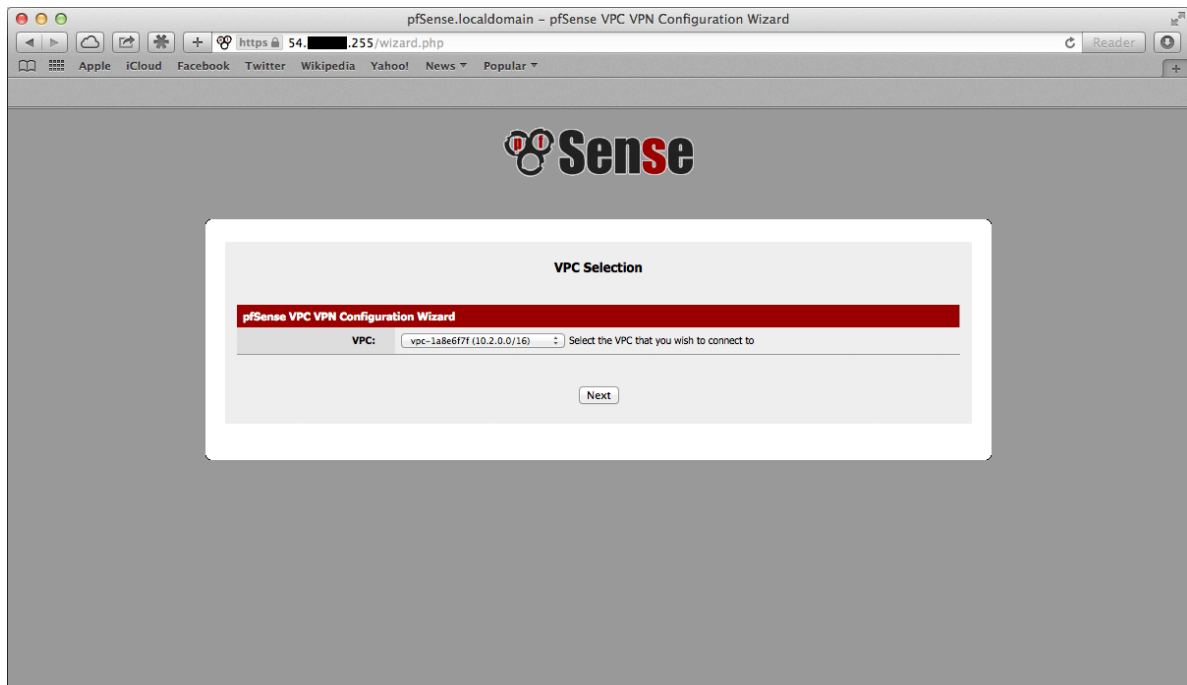 pfSense.localdomain – pfSense VPC VPN Configuration Wizard
https 54. .255/wizard.php
Reader
Apple iCloud Facebook Twitter Wikipedia Yahoo! News Popular
pf Sense
VPC Selection
pfSense VPC VPN Configuration Wizard
VPC: vpc-1a8e6f7f (10.2.0.0/16) Select the VPC that you wish to connect to
Next